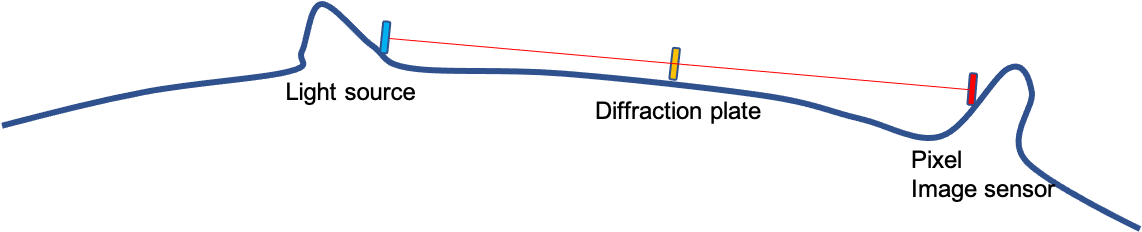 Light source
Diffraction plate
Pixel
Image sensor